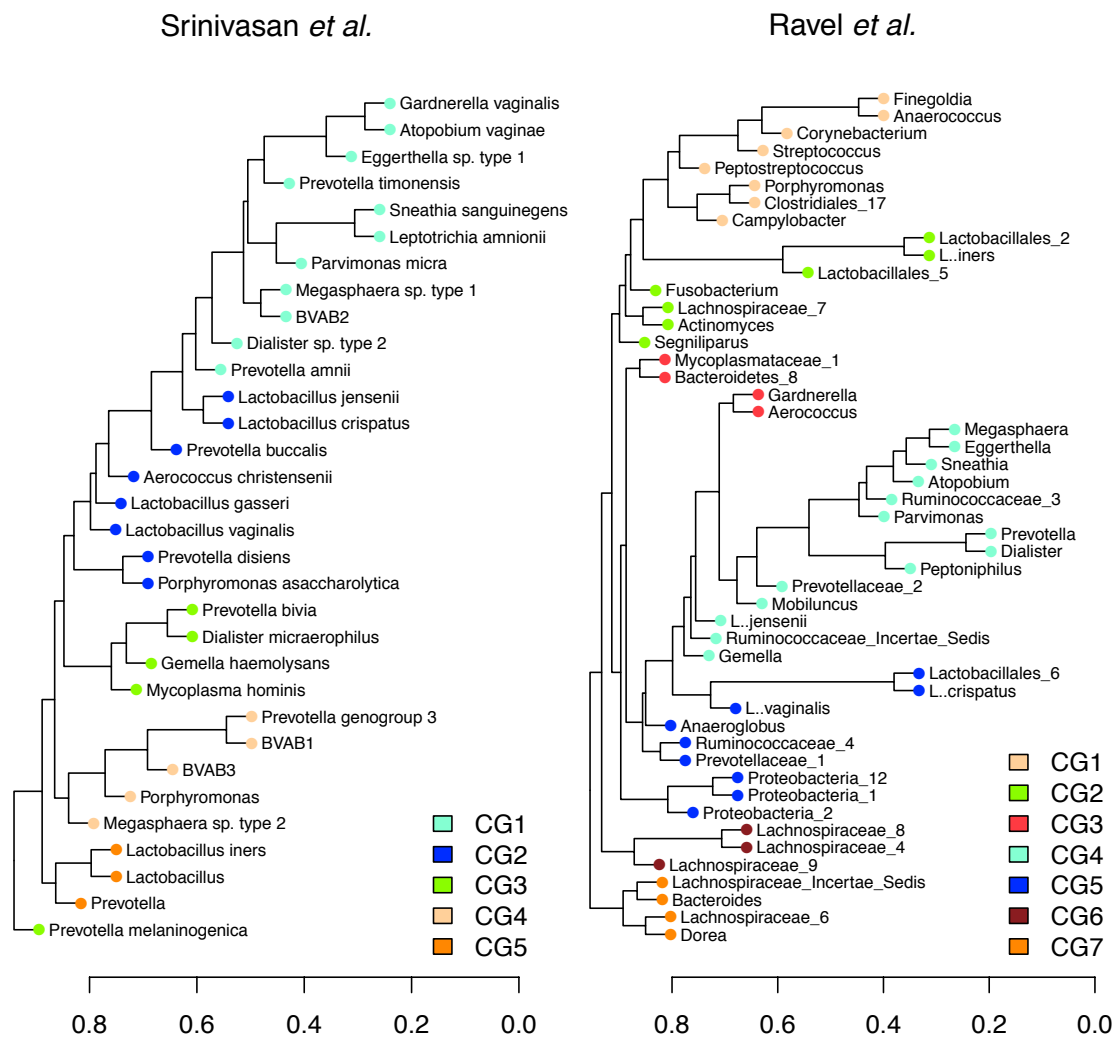 Srinivasan et al.
Gardnerella vaginalis
Atopobium vaginae
Eggerthella sp. type 1
Prevotella timonensis
Sneathia sanguinegens
Leptotrichia amnionii
Parvimonas micra
Megasphaera sp. type 1
BVAB2
Dialister sp. type 2
Prevotella amnii
Lactobacillus jensenii
Lactobacillus crispatus
Prevotella buccalis
Aerococcus christensenii
Lactobacillus gasseri
Lactobacillus vaginalis
Prevotella disiens
Porphyromonas asaccharolytica
Prevotella bivia
Dialister micraerophilus
Gemella haemolysans
Mycoplasma hominis
Prevotella genogroup 3
BVAB1
BVAB3
Porphyromonas
Megasphaera sp. type 2
Lactobacillus iners
Lactobacillus
Prevotella
Prevotella melaninogenica
CG1
CG2
CG3
CG4
CG5
0.8 0.6 0.4 0.2 0.0
Ravel et al.
Finegoldia
Anaerococcus
Corynebacterium
Streptococcus
Peptostreptococcus
Porphyromonas
Clostridiales_17
Campylobacter
Lactobacillales_2
L..iners
Lactobacillales_5
Fusobacterium
Lachnospiraceae_7
Actinomyces
Segniliparus
Mycoplasmataceae_1
Bacteroidetes_8
Gardnerella
Aerococcus
Megasphaera
Eggerthella
Sneathia
Atopobium
Ruminococcaceae_3
Parvimonas
Prevotella
Dialister
Peptoniphilus
Prevotellaceae_2
Mobiluncus
L..jensenii
Ruminococcaceae_Incertae_Sedis
Gemella
Lactobacillales_6
L..crispatus
L..vaginalis
Anaeroglobus
Ruminococcaceae_4
Prevotellaceae_1
Proteobacteria_12
Proteobacteria_1
Proteobacteria_2
Lachnospiraceae_8
Lachnospiraceae_4
Lachnospiraceae_9
Lachnospiraceae_Incertae_Sedis
Bacteroides
Lachnospiraceae_6
Dorea
CG1
CG2
CG3
CG4
CG5
CG6
CG7
0.8 0.6 0.4 0.2 0.0